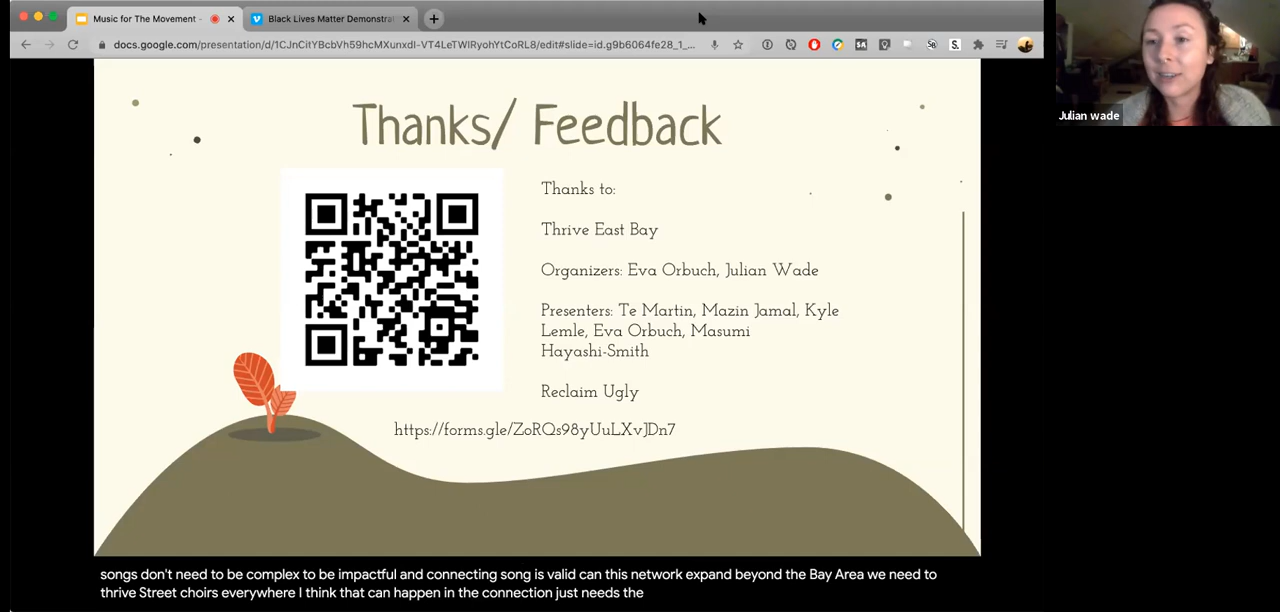 Music for The Movement -
Black Lives Matter Demonstra
docs.google.com/presentation/d/1CJnCitYBcbVh59hcMXunxdI-VT4LeTWIRyohYtCoRL8/edit#slide=id.g9b6064fe28_1_...
Julian wade
Thanks/ Feedback
Thanks to:
Thrive East Bay
Organizers: Eva Orbuch, Julian Wade
Presenters: Te Martin, Mazin Jamal, Kyle
Lemle, Eva Orbuch, Masumi
Hayashi-Smith
Reclaim Ugly
https://forms.gle/ZoRQs98yUuLXvJDn7
songs don't need to be complex to be impactful and connecting song is valid can this network expand beyond the Bay Area we need to
thrive Street choirs everywhere I think that can happen in the connection just needs the